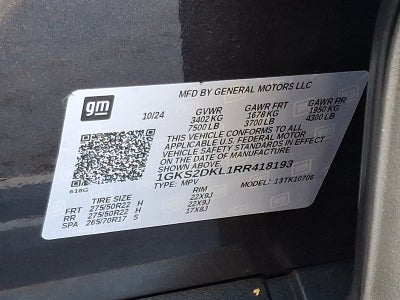 gm
MFD BY GENERAL MOTORS LLC
10/24 GVWR GAWR FRT GAWR RR
3402 KG 1678 KG 1950 KG
7500 LB 3700 LB 4300 LB
THIS VEHICLE CONFORMS TO ALL
APPLICABLE U.S. FEDERAL MOTOR
VEHICLE SAFETY STANDARDS IN EFFECT
ON THE DATE OF MANUFACTURE
SHOWN ABOVE.
1GKS2DKL1RR418193
TYPE: MPV MODEL: 13TK10706
618G
TIRE SIZE RIM
FRT 275/50R22 H 22X9J
RR 275/50R22 H 22X9J
SPA 265/70R17 S 17X8J